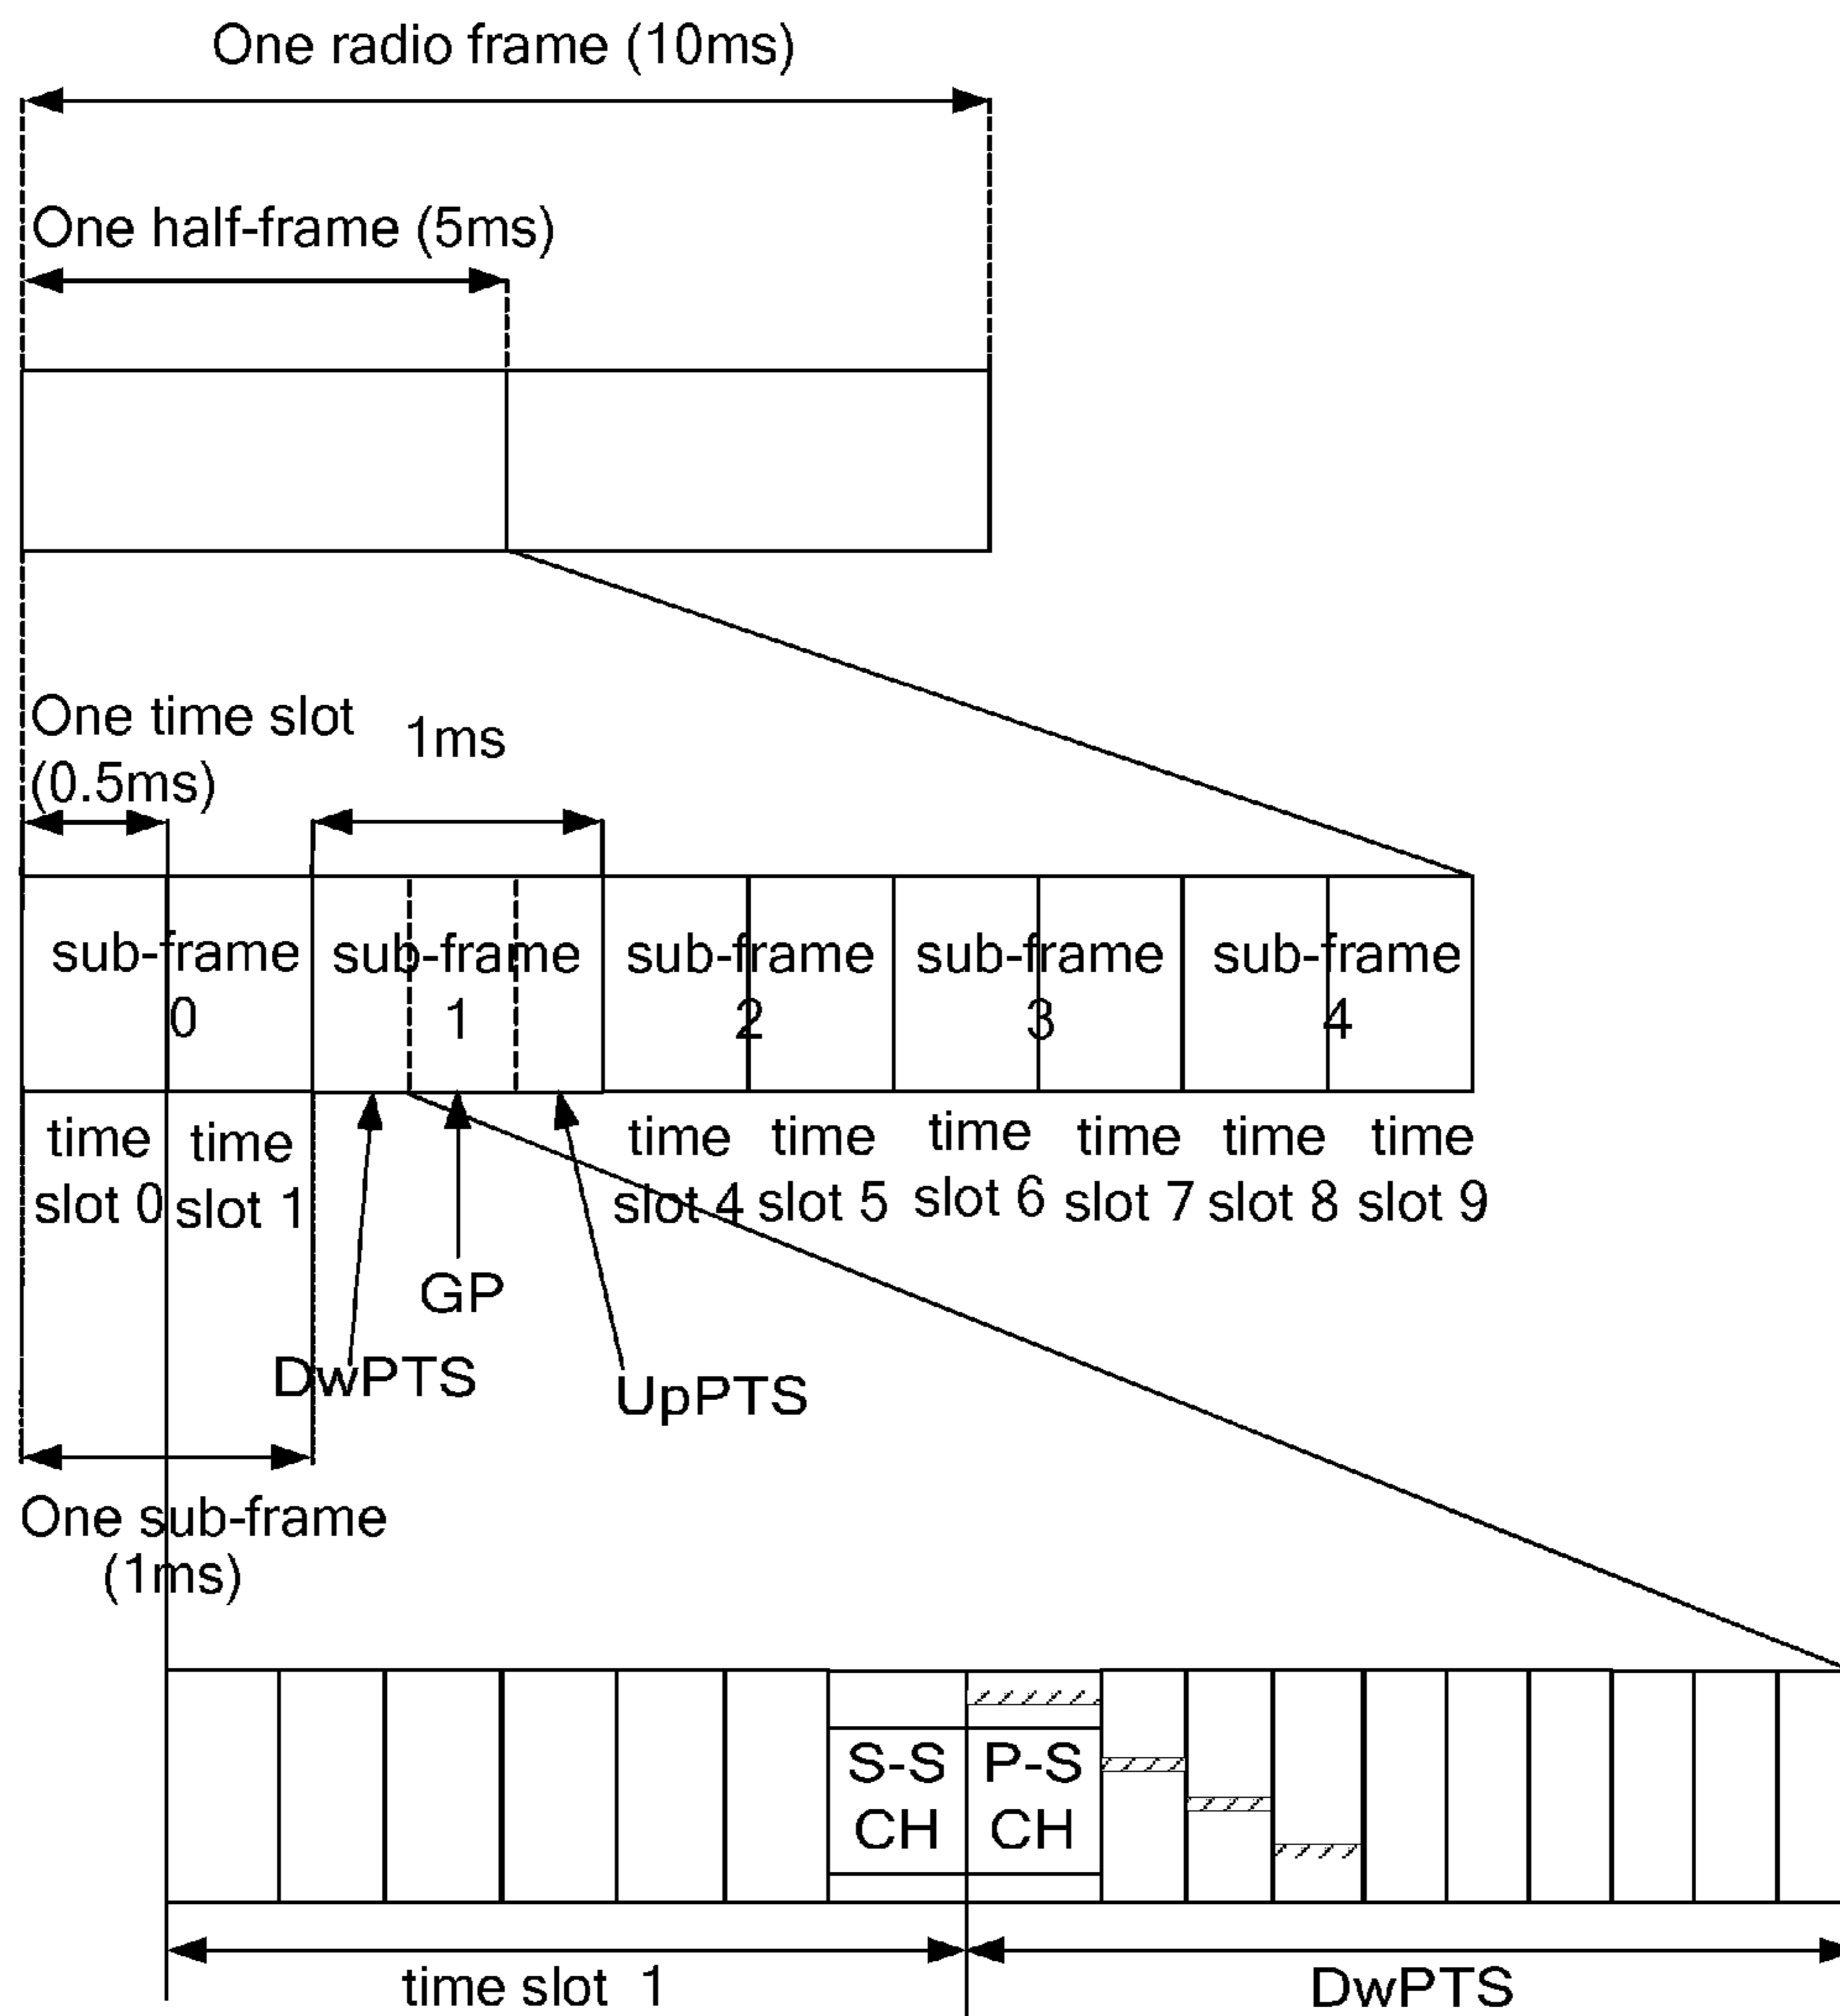 One radio frame (10ms)
One half-frame (5ms)
One time slot
(0.5ms)
1ms
sub-frame
0
sub-frame
1
sub-frame
2
sub-frame
3
sub-frame
4
time
slot 0
time
slot 1
time
slot 4
time
slot 5
time
slot 6
time
slot 7
time
slot 8
time
slot 9
GP
DwPTS
UpPTS
One sub-frame
(1ms)
S-S
CH
P-S
CH
time slot 1
DwPTS